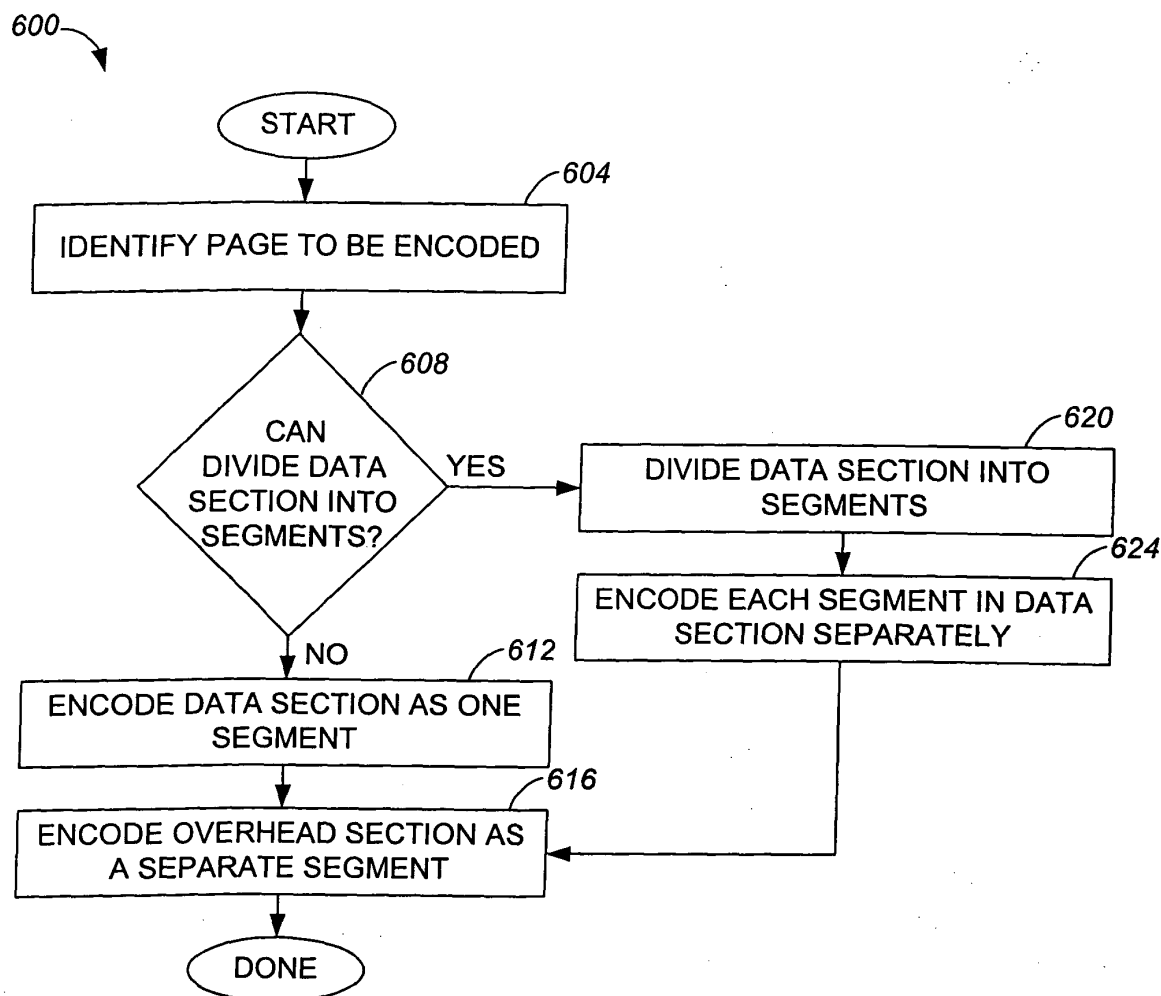 600
START
604
IDENTIFY PAGE TO BE ENCODED
608
CAN
DIVIDE DATA
SECTION INTO
SEGMENTS?
YES
620
DIVIDE DATA SECTION INTO
SEGMENTS
624
ENCODE EACH SEGMENT IN DATA
SECTION SEPARATELY
NO
612
ENCODE DATA SECTION AS ONE
SEGMENT
616
ENCODE OVERHEAD SECTION AS
A SEPARATE SEGMENT
DONE